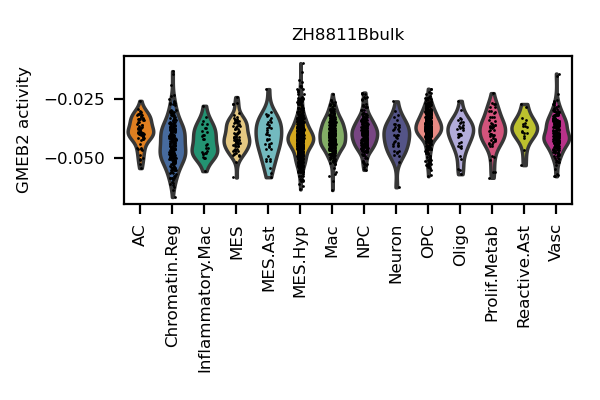 ZH8811Bbulk
GMEB2 activity
−0.025
−0.050
AC
Chromatin.Reg
Inflammatory.Mac
MES
MES.Ast
MES.Hyp
Mac
NPC
Neuron
OPC
Oligo
Prolif.Metab
Reactive.Ast
Vasc